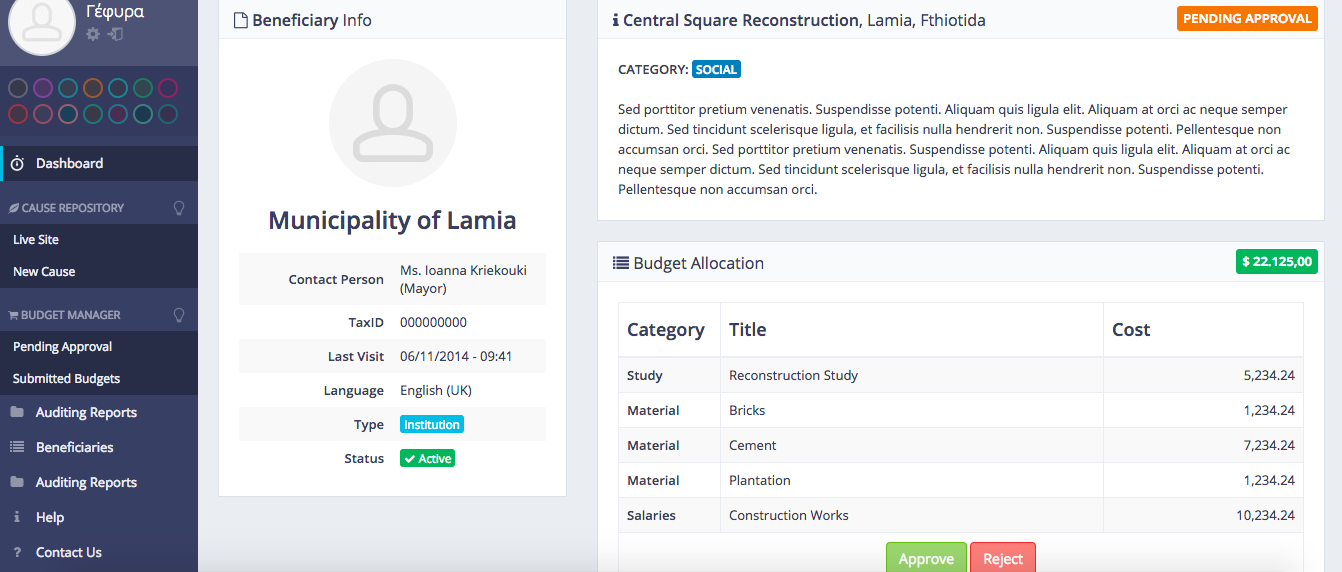 Γέφυρα
Dashboard
CAUSE REPOSITORY
Live Site
New Cause
BUDGET MANAGER
Pending Approval
Submitted Budgets
Auditing Reports
Beneficiaries
Auditing Reports
Help
Contact Us
Beneficiary Info
Municipality of Lamia
Contact Person Ms. Ioanna Kriekouki
(Mayor)
TaxID 000000000
Last Visit 06/11/2014 - 09:41
Language English (UK)
Type Institution
Status Active
Central Square Reconstruction, Lamia, Fthiotida PENDING APPROVAL
CATEGORY: SOCIAL
Sed porttitor pretium venenatis. Suspendisse potenti. Aliquam quis ligula elit. Aliquam at orci ac neque semper
dictum. Sed tincidunt scelerisque ligula, et facilisis nulla hendrerit non. Suspendisse potenti. Pellentesque non
accumsan orci. Sed porttitor pretium venenatis. Suspendisse potenti. Aliquam quis ligula elit. Aliquam at orci ac
neque semper dictum. Sed tincidunt scelerisque ligula, et facilisis nulla hendrerit non. Suspendisse potenti.
Pellentesque non accumsan orci.
Budget Allocation $ 22.125,00
Category Title Cost
Study Reconstruction Study 5,234.24
Material Bricks 1,234.24
Material Cement 7,234.24
Material Plantation 1,234.24
Salaries Construction Works 10,234.24
Approve Reject